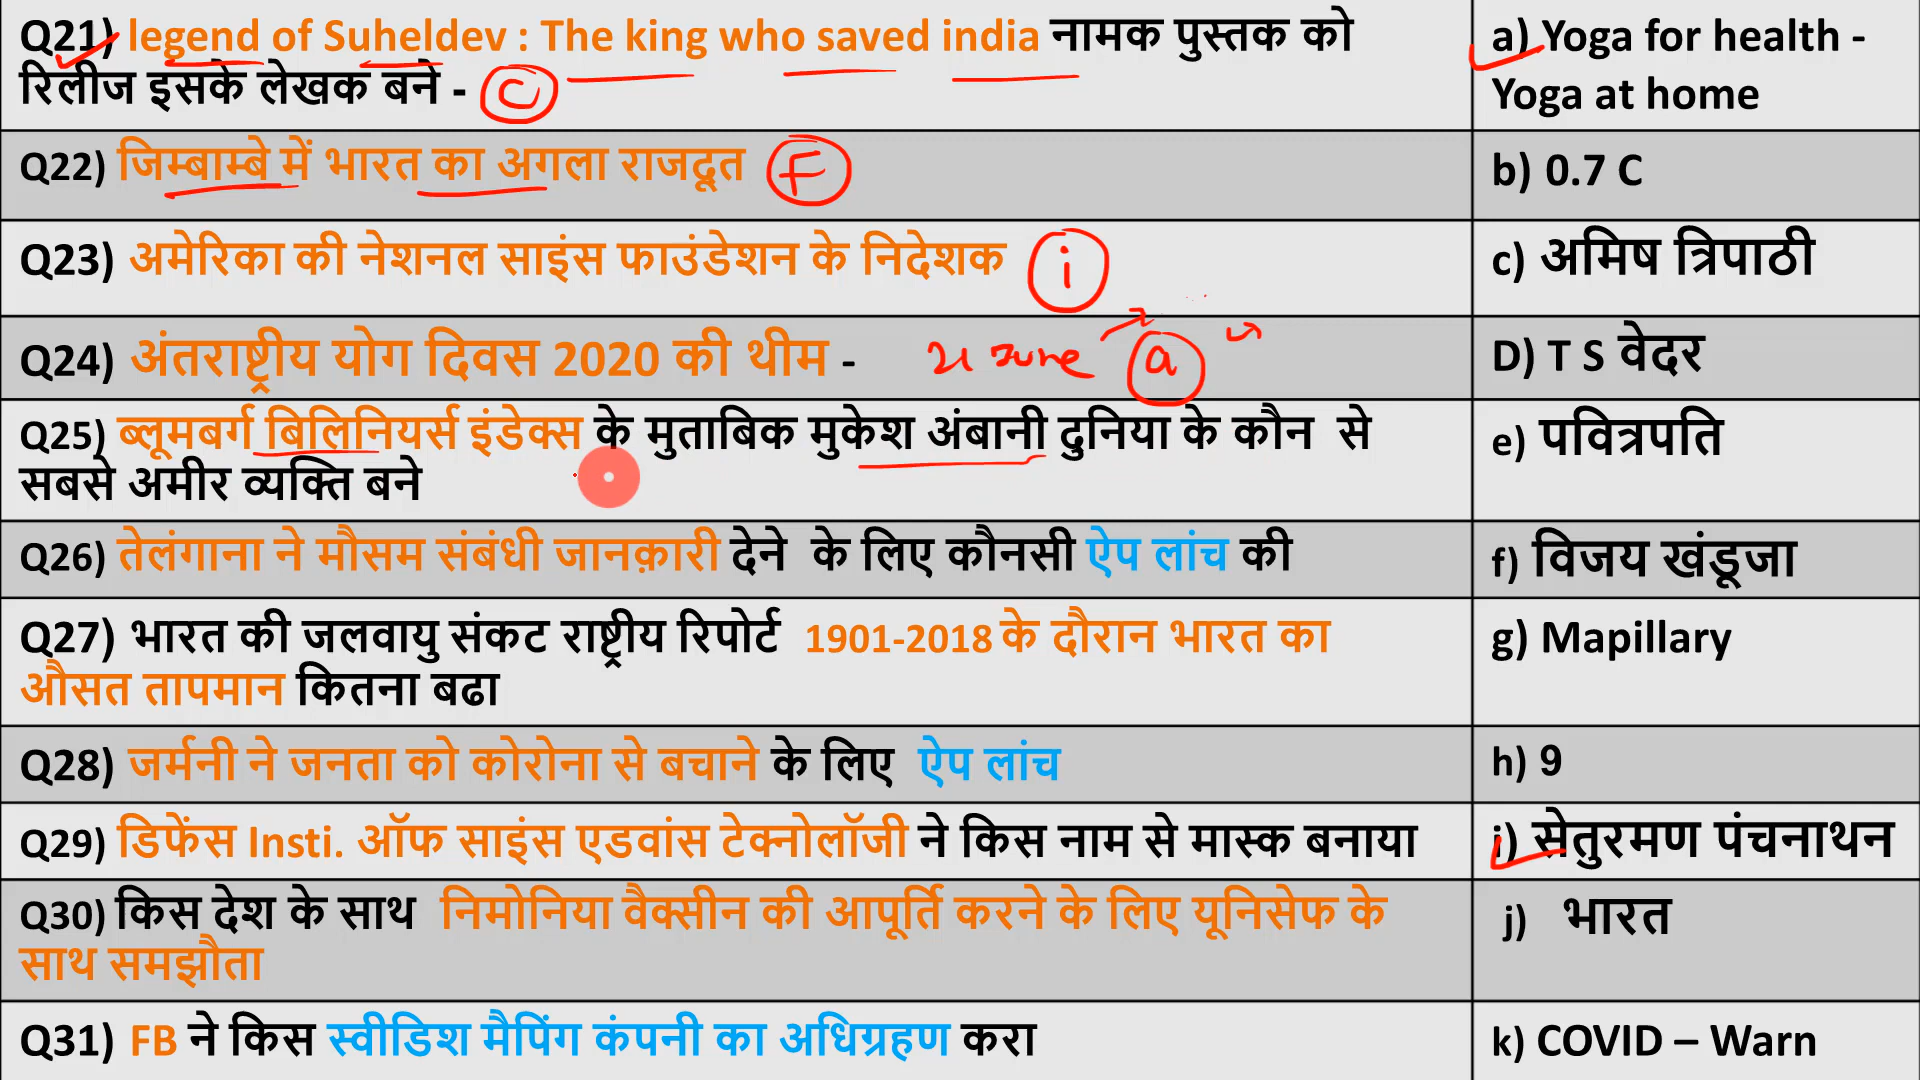 Q21) legend of Suheldev : The king who saved india नामक पुस्तक को
रिलीज इसके लेखक बने - C
a) Yoga for health -
Yoga at home
Q22) जिम्बाम्बे में भारत का अगला राजदूत F
b) 0.7 C
Q23) अमेरिका की नेशनल साइंस फाउंडेशन के निदेशक i
c) अमिष त्रिपाठी
Q24) अंतराष्ट्रीय योग दिवस 2020 की थीम - 21 June a
D) T S वेदर
Q25) ब्लूमबर्ग बिलिनियर्स इंडेक्स के मुताबिक मुकेश अंबानी दुनिया के कौन से
सबसे अमीर व्यक्ति बने
e) पवित्रपति
Q26) तेलंगाना ने मौसम संबंधी जानक़ारी देने के लिए कौनसी ऐप लांच की
f) विजय खंडूजा
Q27) भारत की जलवायु संकट राष्ट्रीय रिपोर्ट 1901-2018 के दौरान भारत का
औसत तापमान कितना बढा
g) Mapillary
Q28) जर्मनी ने जनता को कोरोना से बचाने के लिए ऐप लांच
h) 9
Q29) डिफेंस Insti. ऑफ साइंस एडवांस टेक्नोलॉजी ने किस नाम से मास्क बनाया
i) सेतुरमण पंचनाथन
Q30) किस देश के साथ निमोनिया वैक्सीन की आपूर्ति करने के लिए यूनिसेफ के
साथ समझौता
j) भारत
Q31) FB ने किस स्वीडिश मैपिंग कंपनी का अधिग्रहण करा
k) COVID – Warn